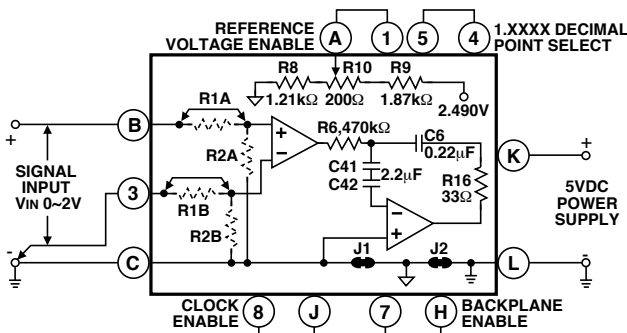 REFERENCE VOLTAGE ENABLE
A
1
5
4
1.XXXX DECIMAL POINT SELECT
R8
1.21kΩ
R10
200Ω
R9
1.87kΩ
2.490V
R1A
B
+
SIGNAL INPUT
VIN 0~2V
R2A
+
–
R6,470kΩ
C6
0.22µF
C41
C42
2.2µF
R16
33Ω
K
+
5VDC POWER SUPPLY
3
R1B
R2B
–
+
J1
J2
-
C
L
-
CLOCK ENABLE
8
J
7
H
BACKPLANE ENABLE